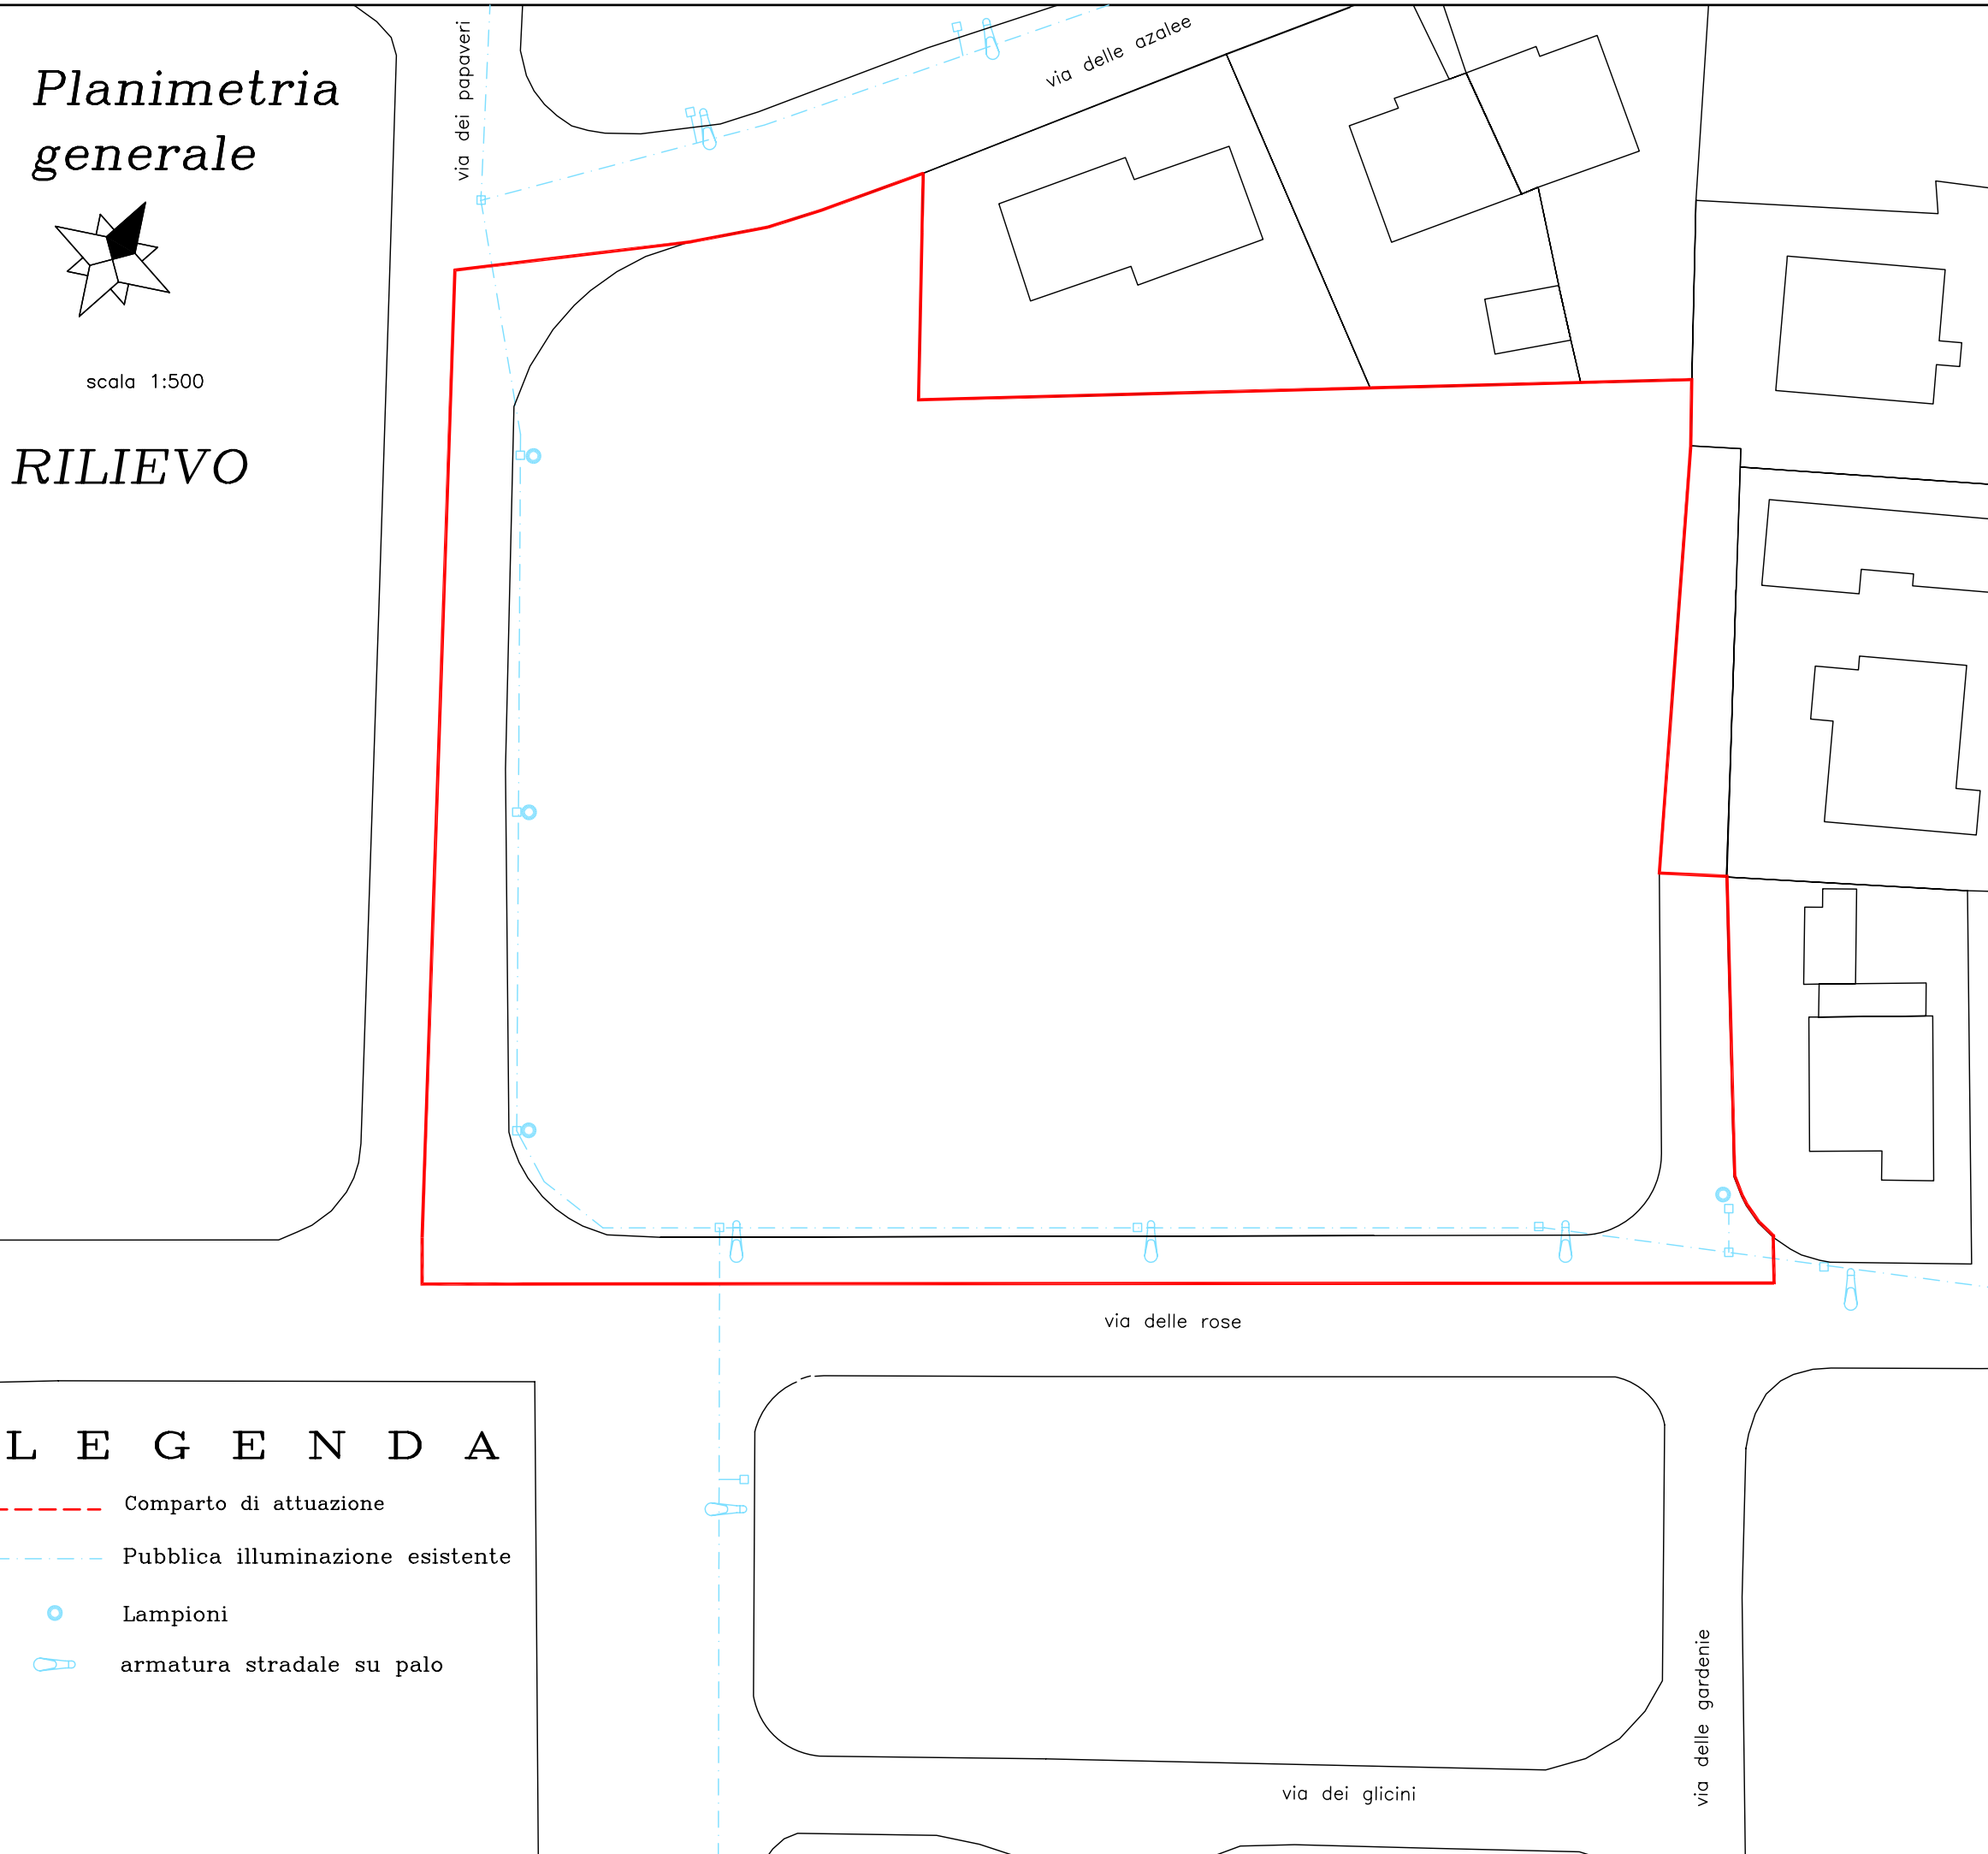 Planimetria
generale
scala 1:500
RILIEVO
via dei papaveri
via delle azalee
via delle rose
LEGENDA
Comparto di attuazione
Pubblica illuminazione esistente
Lampioni
armatura stradale su palo
via delle gardenie
via dei glicini